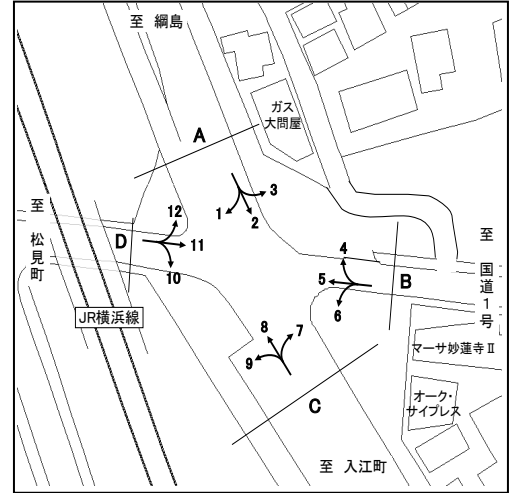 至 綱島
ガス
大問屋
A
3
1
2
至
松
見
町
12
D
11
10
4
5
B
6
至
国
道
1
号
JR横浜線
8
7
9
マーサ妙蓮寺Ⅱ
C
オーク・
サイプレス
至 入江町